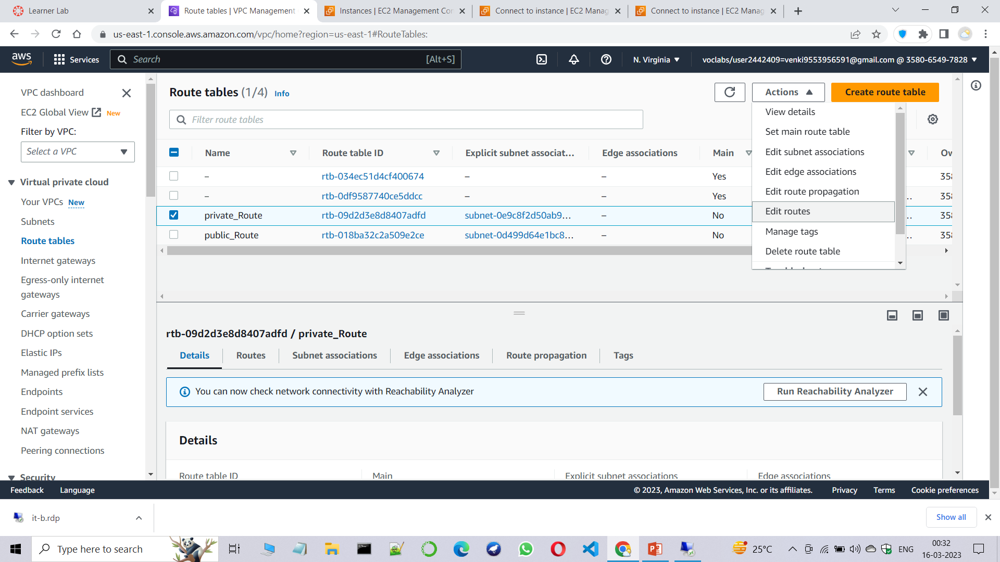 Learner Lab
Route tables | VPC Management
Instances | EC2 Management Con
Connect to instance | EC2 Manag
Connect to instance | EC2 Manag
us-east-1.console.aws.amazon.com/vpc/home?region=us-east-1#RouteTables:
aws
Services
Search
[Alt+S]
N. Virginia
voclabs/user2442409=venki9553956591@gmail.com @ 3580-6549-7828
VPC dashboard
EC2 Global View
New
Filter by VPC:
Select a VPC
Virtual private cloud
Your VPCs New
Subnets
Route tables
Internet gateways
Egress-only internet
gateways
Carrier gateways
DHCP option sets
Elastic IPs
Managed prefix lists
Endpoints
Endpoint services
NAT gateways
Peering connections
Security
Route tables (1/4) Info
Actions
Create route table
Filter route tables
View details
Set main route table
Edit subnet associations
Edit edge associations
Edit route propagation
Edit routes
Manage tags
Delete route table
Name Route table ID Explicit subnet associat... Edge associations Main Ow
– rtb-034ec51d4cf400674 – – Yes 358
– rtb-0df9587740ce5ddcc – – Yes 358
private_Route rtb-09d2d3e8d8407adfd subnet-0e9c8f2d50ab9... – No 358
public_Route rtb-018ba32c2a509e2ce subnet-0d499d64e1bc8... – No 358
rtb-09d2d3e8d8407adfd / private_Route
Details Routes Subnet associations Edge associations Route propagation Tags
You can now check network connectivity with Reachability Analyzer
Run Reachability Analyzer
Details
Route table ID Main Explicit subnet associations Edge associations
Feedback Language
© 2023, Amazon Web Services, Inc. or its affiliates. Privacy Terms Cookie preferences
it-b.rdp
Show all
Type here to search
25°C
ENG
00:32
16-03-2023